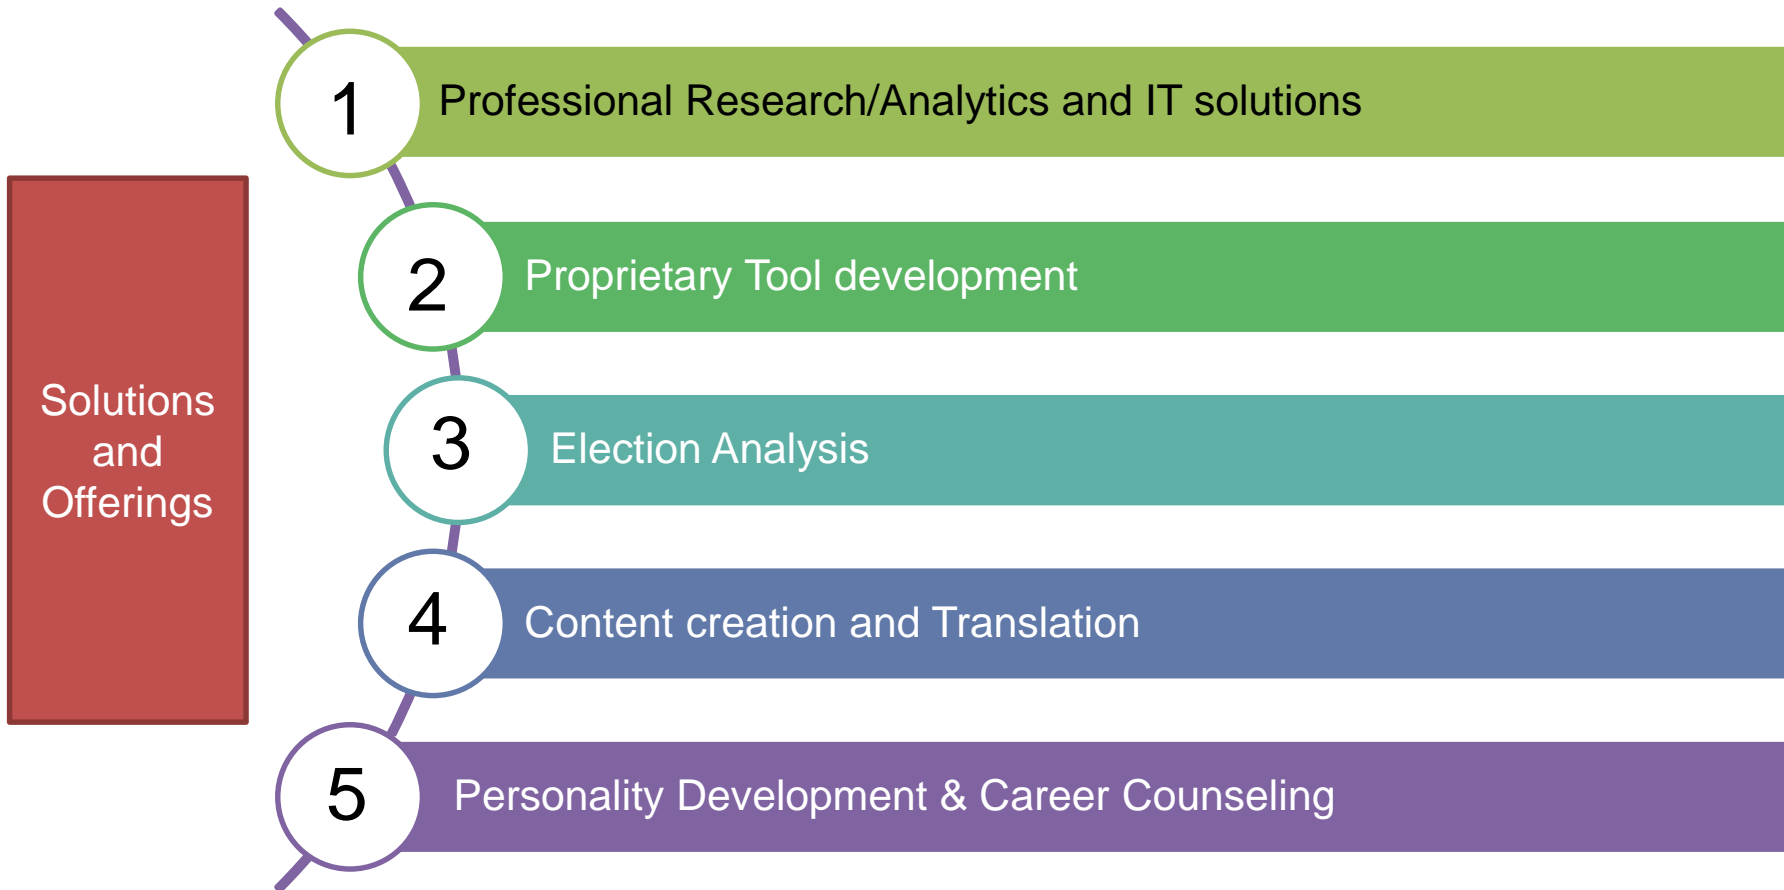 Solutions
and
Offerings
1
Professional Research/Analytics and IT solutions
2
Proprietary Tool development
3
Election Analysis
4
Content creation and Translation
5
Personality Development & Career Counseling